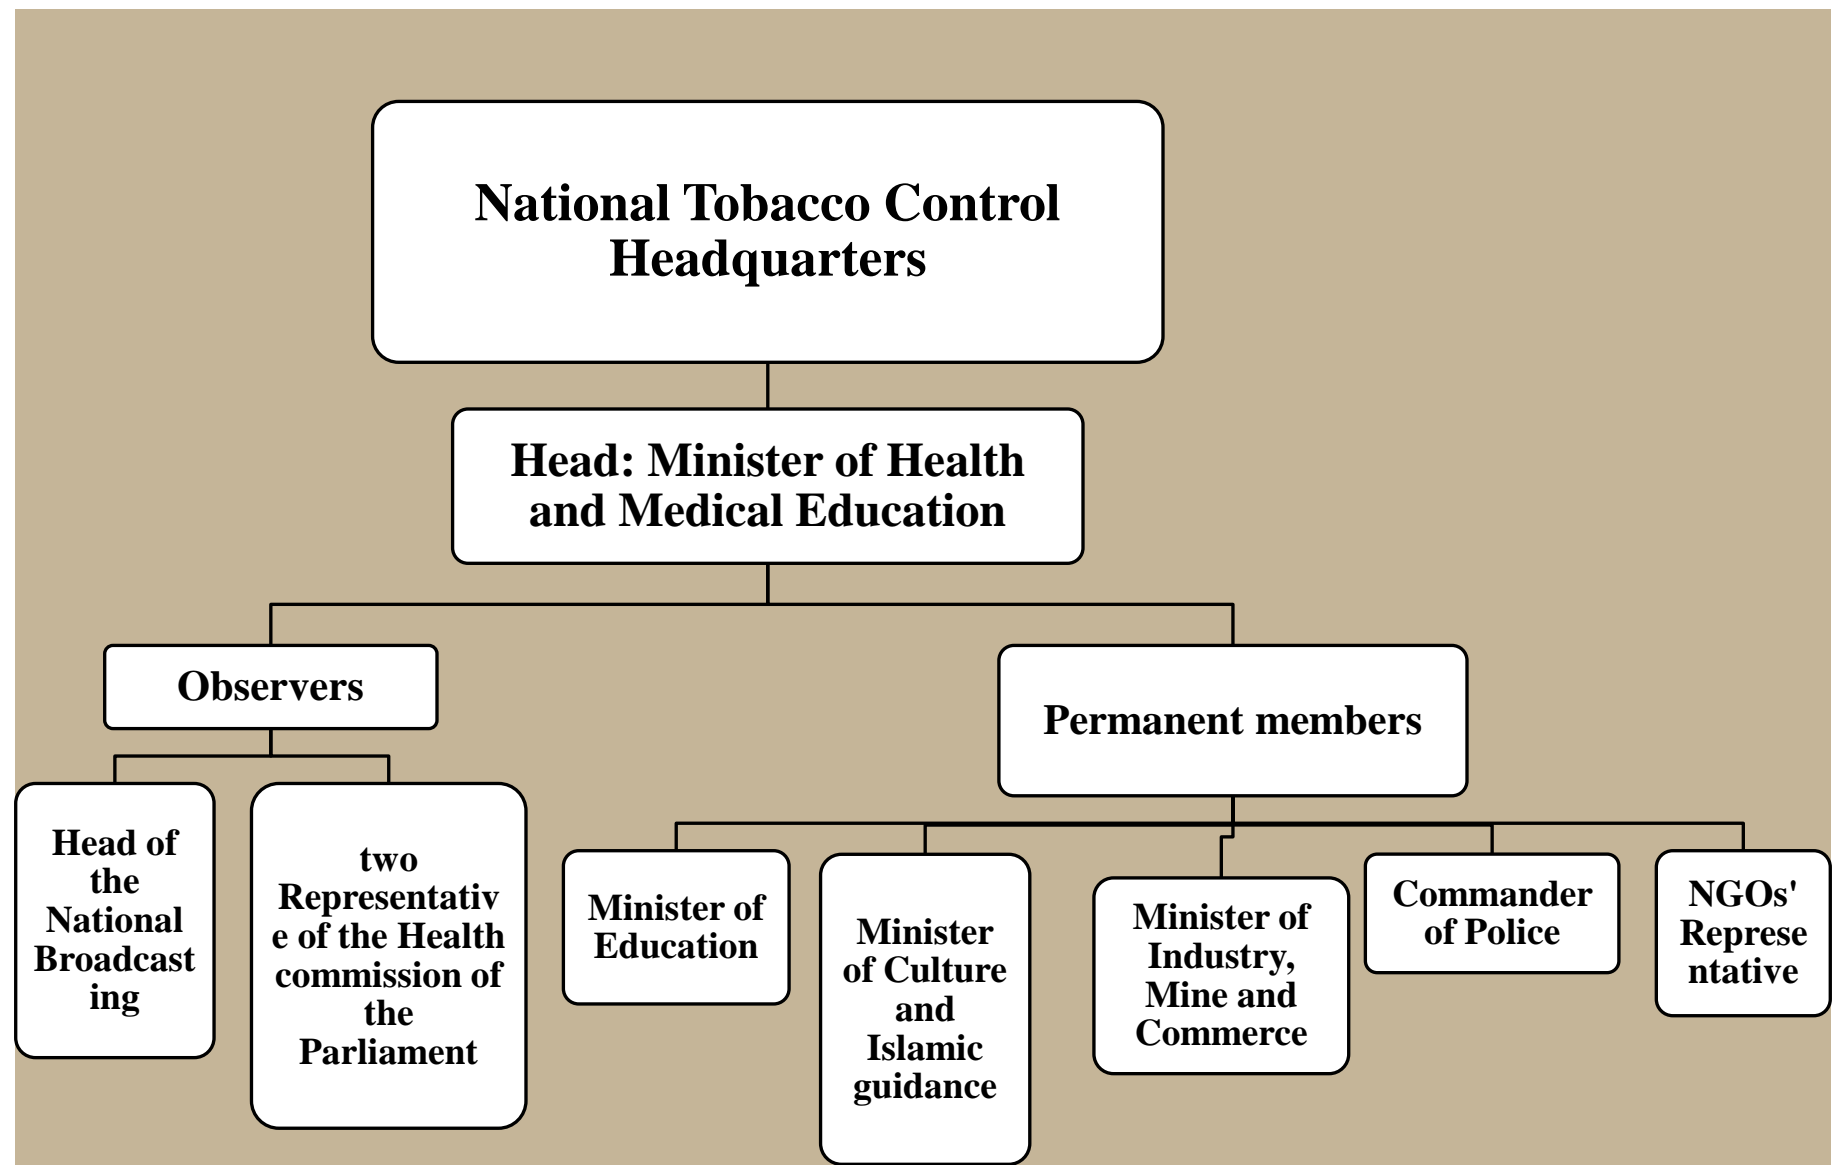 National Tobacco Control
Headquarters
Head: Minister of Health
and Medical Education
Observers
Permanent members
Head of
the
National
Broadcast
ing
two
Representativ
e of the Health
commission of
the
Parliament
Minister of
Education
Minister
of Culture
and
Islamic
guidance
Minister of
Industry,
Mine and
Commerce
Commander
of Police
NGOs'
Represe
ntative